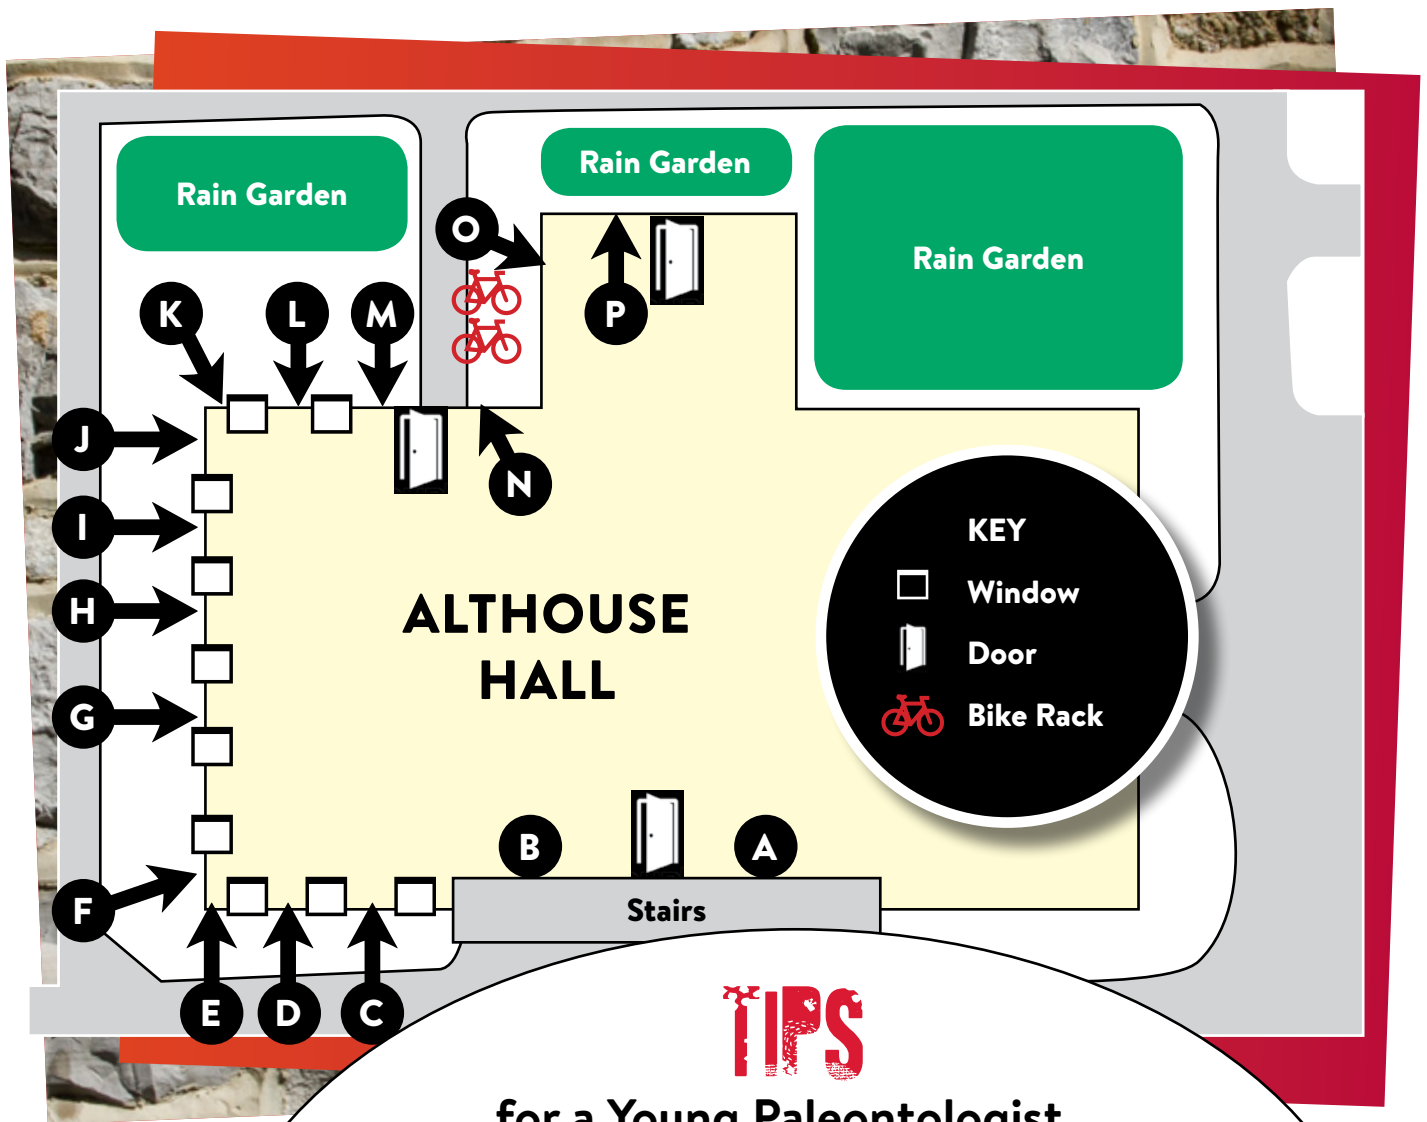 Rain Garden
Rain Garden
Rain Garden
O
K
L
M
P
J
N
I
H
G
F
ALTHOUSE
HALL
KEY
Window
Door
Bike Rack
B
A
Stairs
E
D
C
TIPS
for a Young Paleontologist